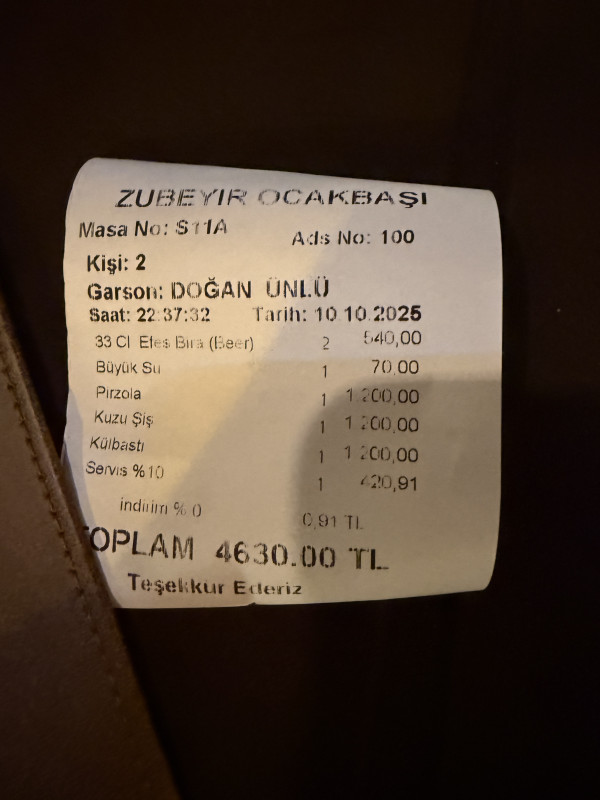 ZUBEYIR OCAKBAŞI
Masa No: S11A Ads No: 100
Kişi: 2
Garson: DOĞAN ÜNLÜ
Saat: 22:37:32 Tarih: 10.10.2025
33 Cl Efes Bira (Beer) 2 540,00
Büyük Su 1 70,00
Pirzola 1 1.200,00
Kuzu Şiş 1 1.200,00
Külbastı 1 1.200,00
Servis %10 1 420,91
indirim % 0 0,91 TL
TOPLAM 4630.00 TL
Teşekkur Ederiz